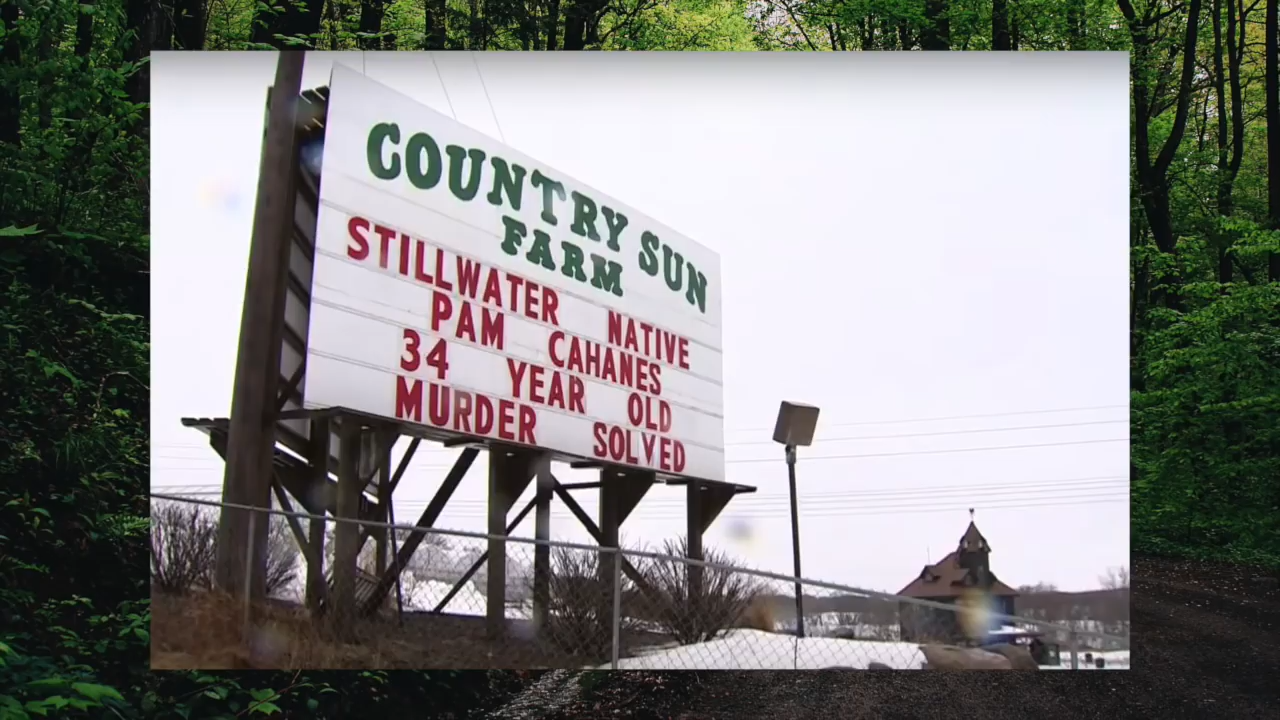 COUNTRY SUN
FARM
STILLWATER NATIVE
PAM CAHANES
34 YEAR OLD
MURDER SOLVED